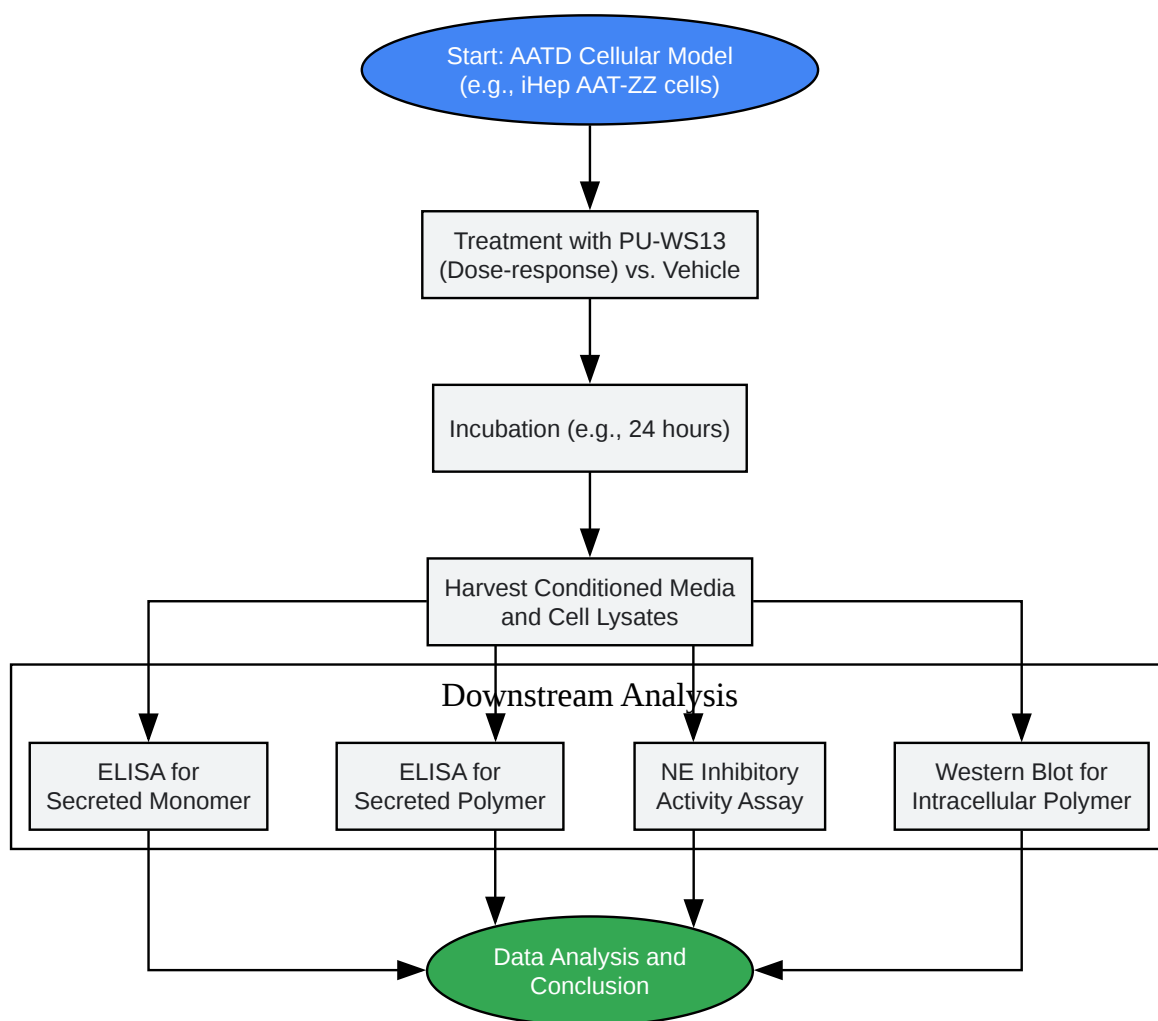 Start: AATD Cellular Model
(e.g., iHep AAT-ZZ cells)
Treatment with PU-WS13
(Dose-response) vs. Vehicle
Incubation (e.g., 24 hours)
Harvest Conditioned Media
and Cell Lysates
Downstream Analysis
ELISA for
Secreted Monomer
ELISA for
Secreted Polymer
NE Inhibitory
Activity Assay
Western Blot for
Intracellular Polymer
Data Analysis and
Conclusion